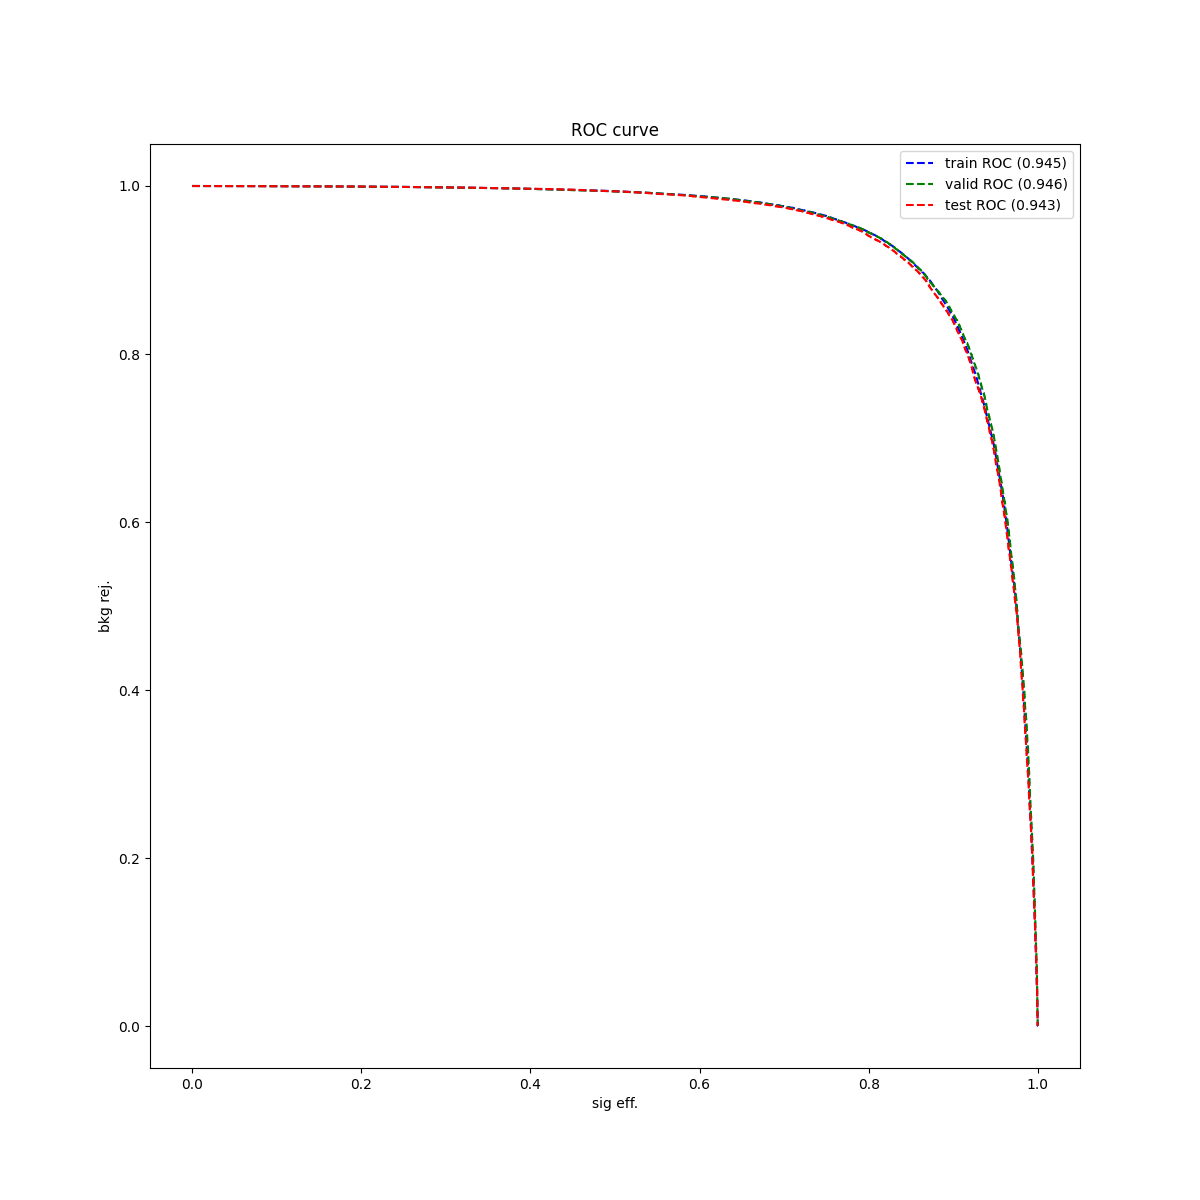 ROC curve
train ROC (0.945)
valid ROC (0.946)
test ROC (0.943)
1.0
0.8
0.6
0.4
0.2
0.0
bkg rej.
0.0 0.2 0.4 0.6 0.8 1.0
sig eff.